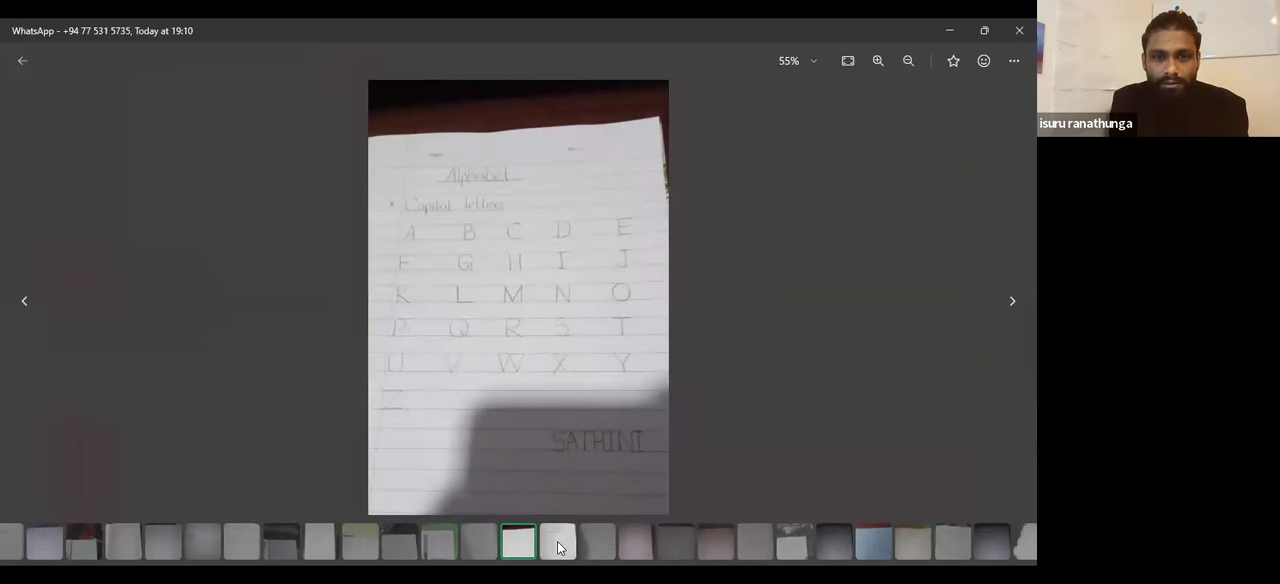 WhatsApp - +94 77 531 5735, Today at 19:10
55%
isuru ranathunga
Alphabet
• Capital letters
A B C D E
F G H I J
K L M N O
P Q R S T
U V W X Y
Z
SATHINI